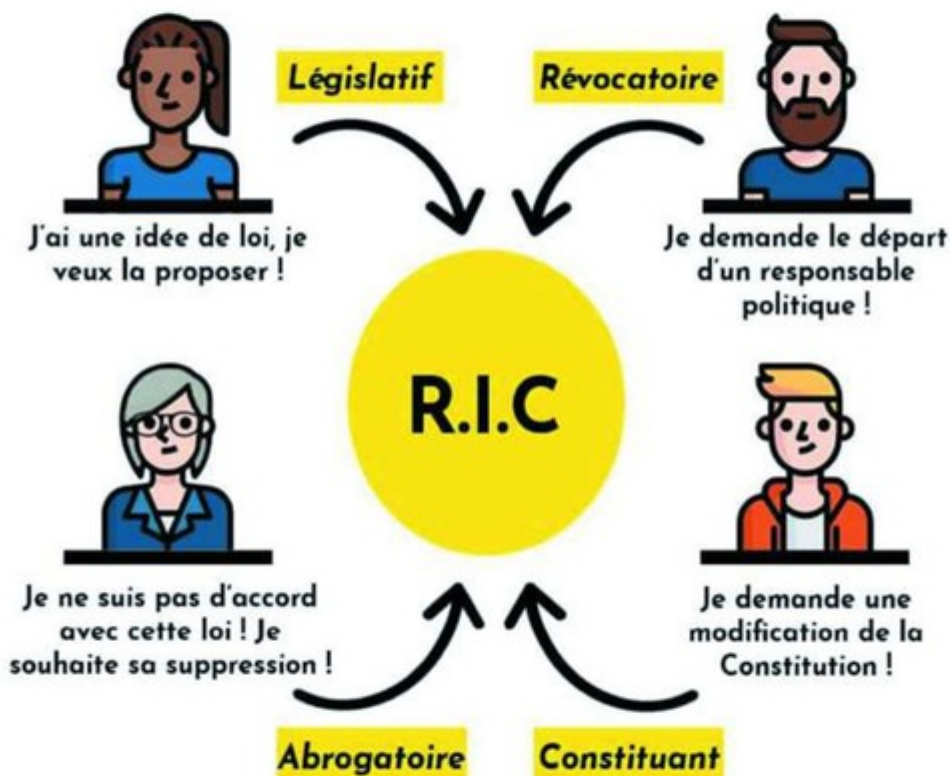 Législatif
Révocatoire
J'ai une idée de loi, je
veux la proposer !
Je demande le départ
d'un responsable
politique !
R.I.C
Je ne suis pas d'accord
avec cette loi ! Je
souhaite sa suppression !
Je demande une
modification de la
Constitution !
Abrogatoire
Constituant